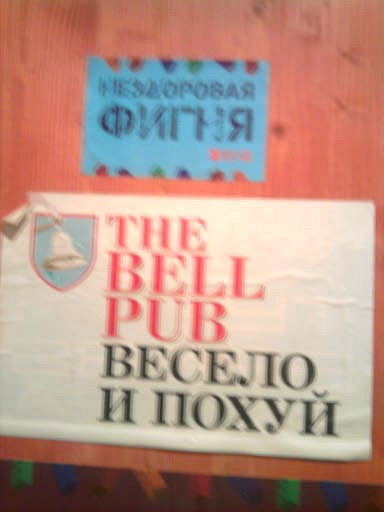 НЕЗДОРОВАЯ
ФИГНЯ
THE
BELL
PUB
ВЕСЕЛО
И ПОХУЙ